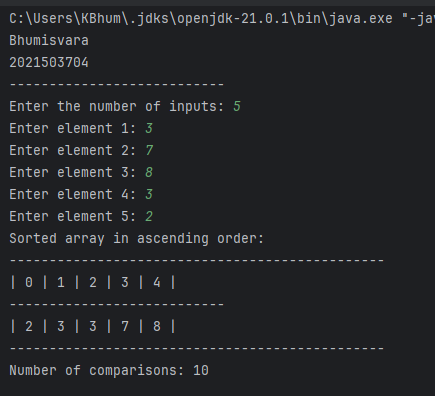 C:\Users\KBhum\.jdks\openjdk-21.0.1\bin\java.exe "-jav
Bhumisvara
2021503704
---------------------------
Enter the number of inputs: 5
Enter element 1: 3
Enter element 2: 7
Enter element 3: 8
Enter element 4: 3
Enter element 5: 2
Sorted array in ascending order:
-----------------------------------------------
| 0 | 1 | 2 | 3 | 4 |
---------------------------
| 2 | 3 | 3 | 7 | 8 |
-----------------------------------------------
Number of comparisons: 10